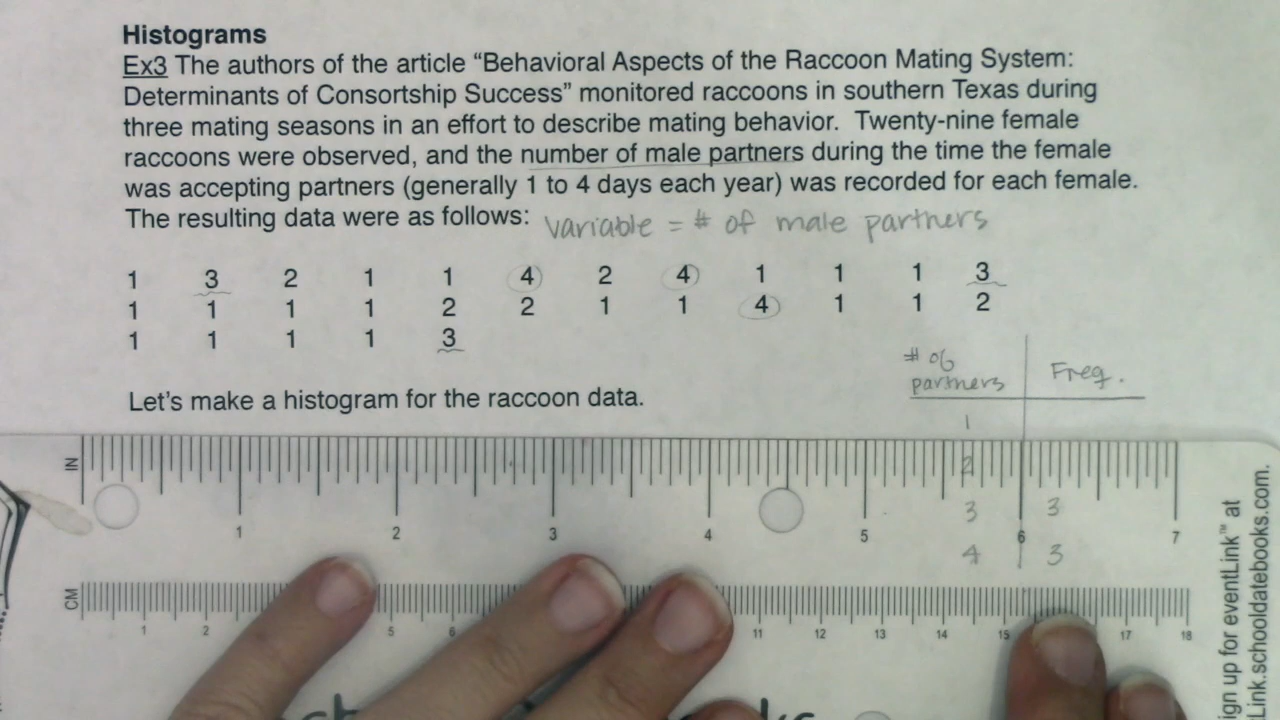 Histograms
Ex3 The authors of the article “Behavioral Aspects of the Raccoon Mating System:
Determinants of Consortship Success” monitored raccoons in southern Texas during
three mating seasons in an effort to describe mating behavior. Twenty-nine female
raccoons were observed, and the number of male partners during the time the female
was accepting partners (generally 1 to 4 days each year) was recorded for each female.
The resulting data were as follows: variable = # of male partners
1 3 2 1 1 4 2 4 1 1 1 3
1 1 1 1 2 2 1 1 4 1 1 2
1 1 1 1 3
# of
partners Freq.
Let’s make a histogram for the raccoon data.
1
2
3 3
4 3
IN
1 2 3 4 5 6 7
CM
1 2 5 6 11 12 13 14 15 17 18
ign up for eventLink™ at
Link.schooldatebooks.com.